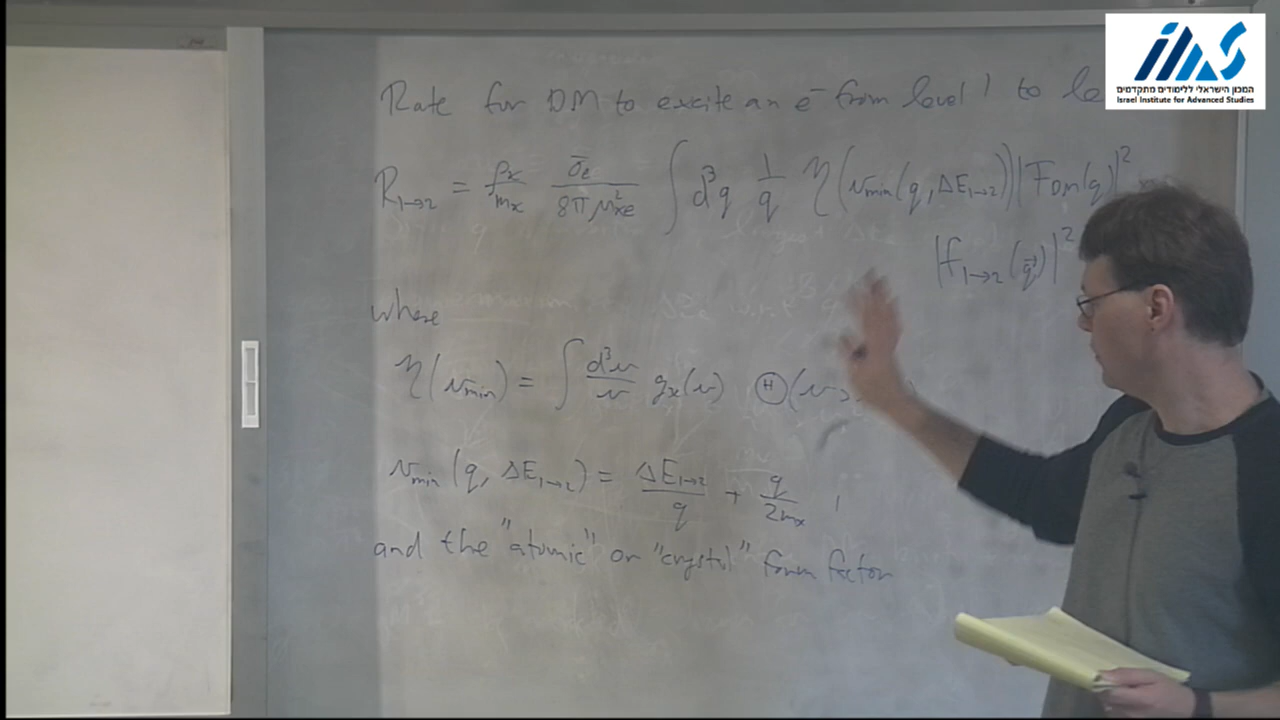 IIAS
המכון הישראלי ללימודים מתקדמים
Israel Institute for Advanced Studies
Rate for DM to excite an e⁻ from level 1 to le
R₁→₂ = ρχ/mχ σ̄e/8πμ²χe ∫d³q 1/q η(vmin(q, ΔE₁→₂)) |FDM(q)|²
|f₁→₂(q⃗)|²
where
η(vmin) = ∫ d³v/v gχ(v) Θ(v >
vmin(q, ΔE₁→₂) = ΔE₁→₂/q + q/2mχ ,
and the "atomic" or "crystal" form factor